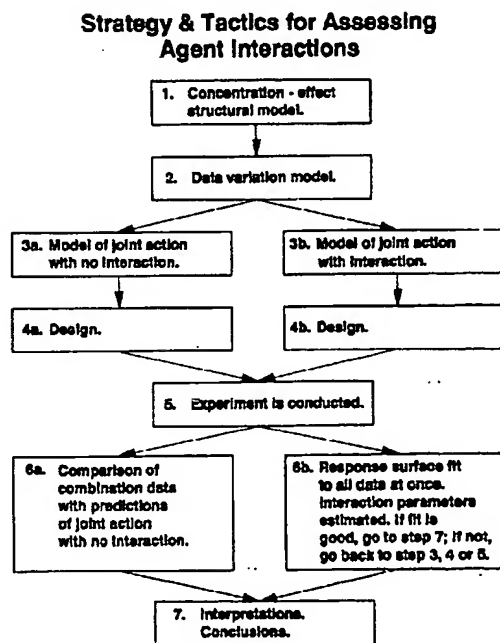 Strategy & Tactics for Assessing
Agent Interactions
1. Concentration - effect
structural model.
2. Data variation model.
3a. Model of joint action
with no interaction.
3b. Model of joint action
with interaction.
4a. Design.
4b. Design.
5. Experiment is conducted.
6a. Comparison of
combination data
with predictions
of joint action
with no interaction.
6b. Response surface fit
to all data at once.
Interaction parameters
estimated. If fit is
good, go to step 7; if not,
go back to step 3, 4 or 5.
7. Interpretations.
Conclusions.